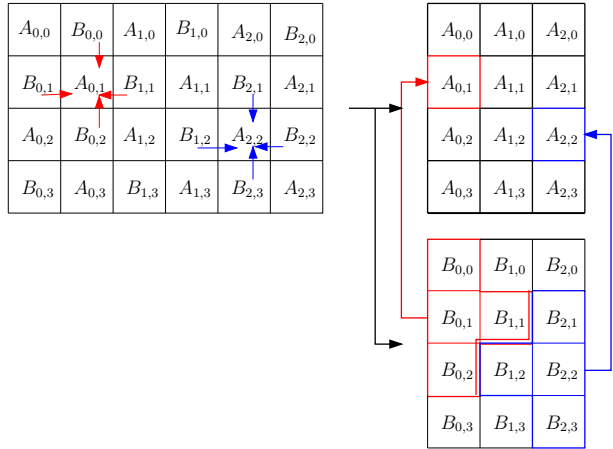 A0,0 B0,0 A1,0 B1,0 A2,0 B2,0
B0,1 A0,1 B1,1 A1,1 B2,1 A2,1
A0,2 B0,2 A1,2 B1,2 A2,2 B2,2
B0,3 A0,3 B1,3 A1,3 B2,3 A2,3
A0,0 A1,0 A2,0
A0,1 A1,1 A2,1
A0,2 A1,2 A2,2
A0,3 A1,3 A2,3
B0,0 B1,0 B2,0
B0,1 B1,1 B2,1
B0,2 B1,2 B2,2
B0,3 B1,3 B2,3